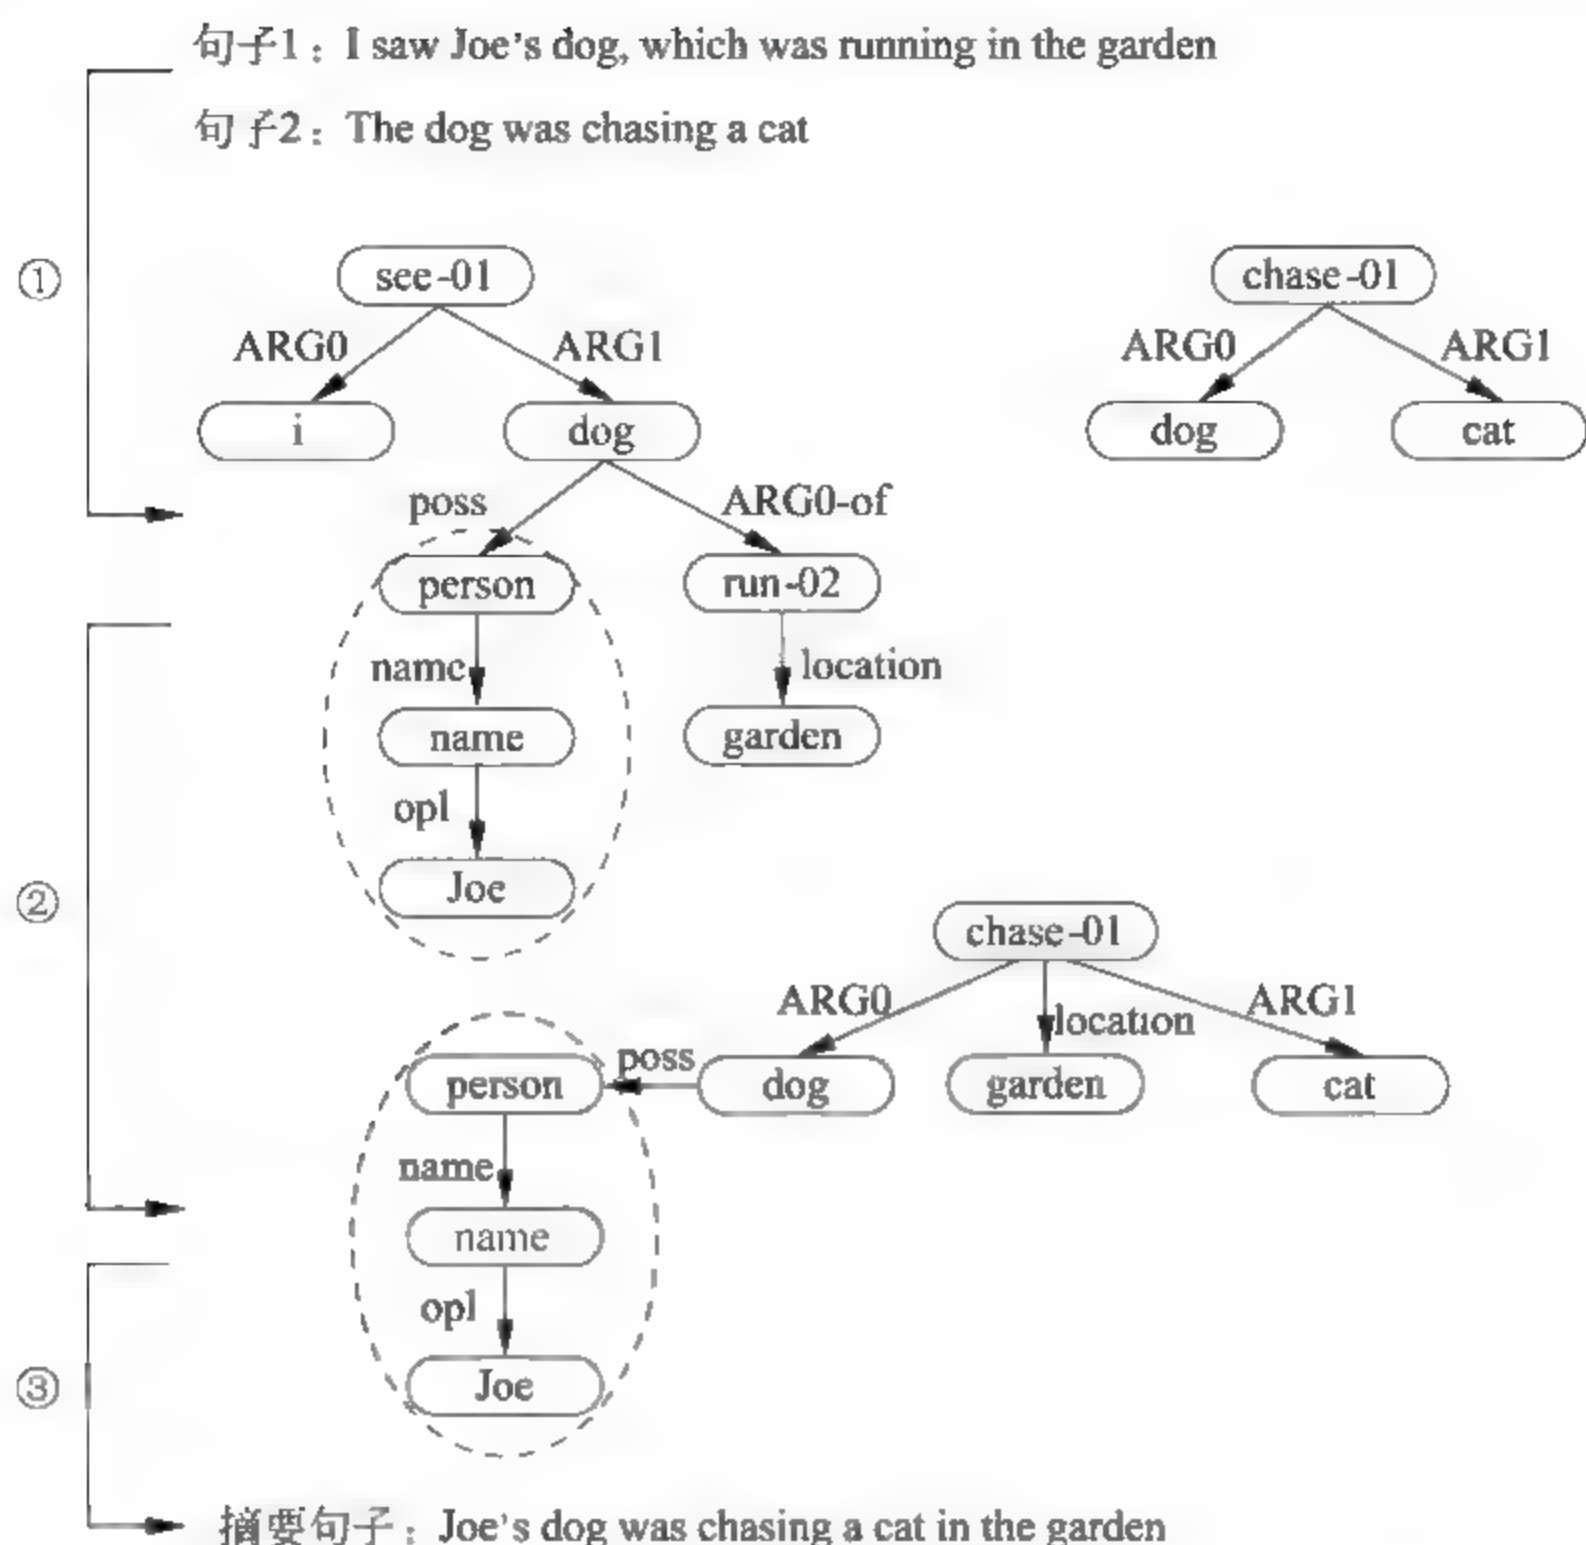 句子1：I saw Joe's dog, which was running in the garden
句子2：The dog was chasing a cat
①
see-01
chase-01
ARG0
ARG1
ARG0
ARG1
i
dog
dog
cat
poss
ARG0-of
person
run-02
name
location
name
garden
op1
Joe
②
chase-01
ARG0
location
ARG1
person
poss
dog
garden
cat
name
name
op1
③
Joe
摘要句子：Joe's dog was chasing a cat in the garden